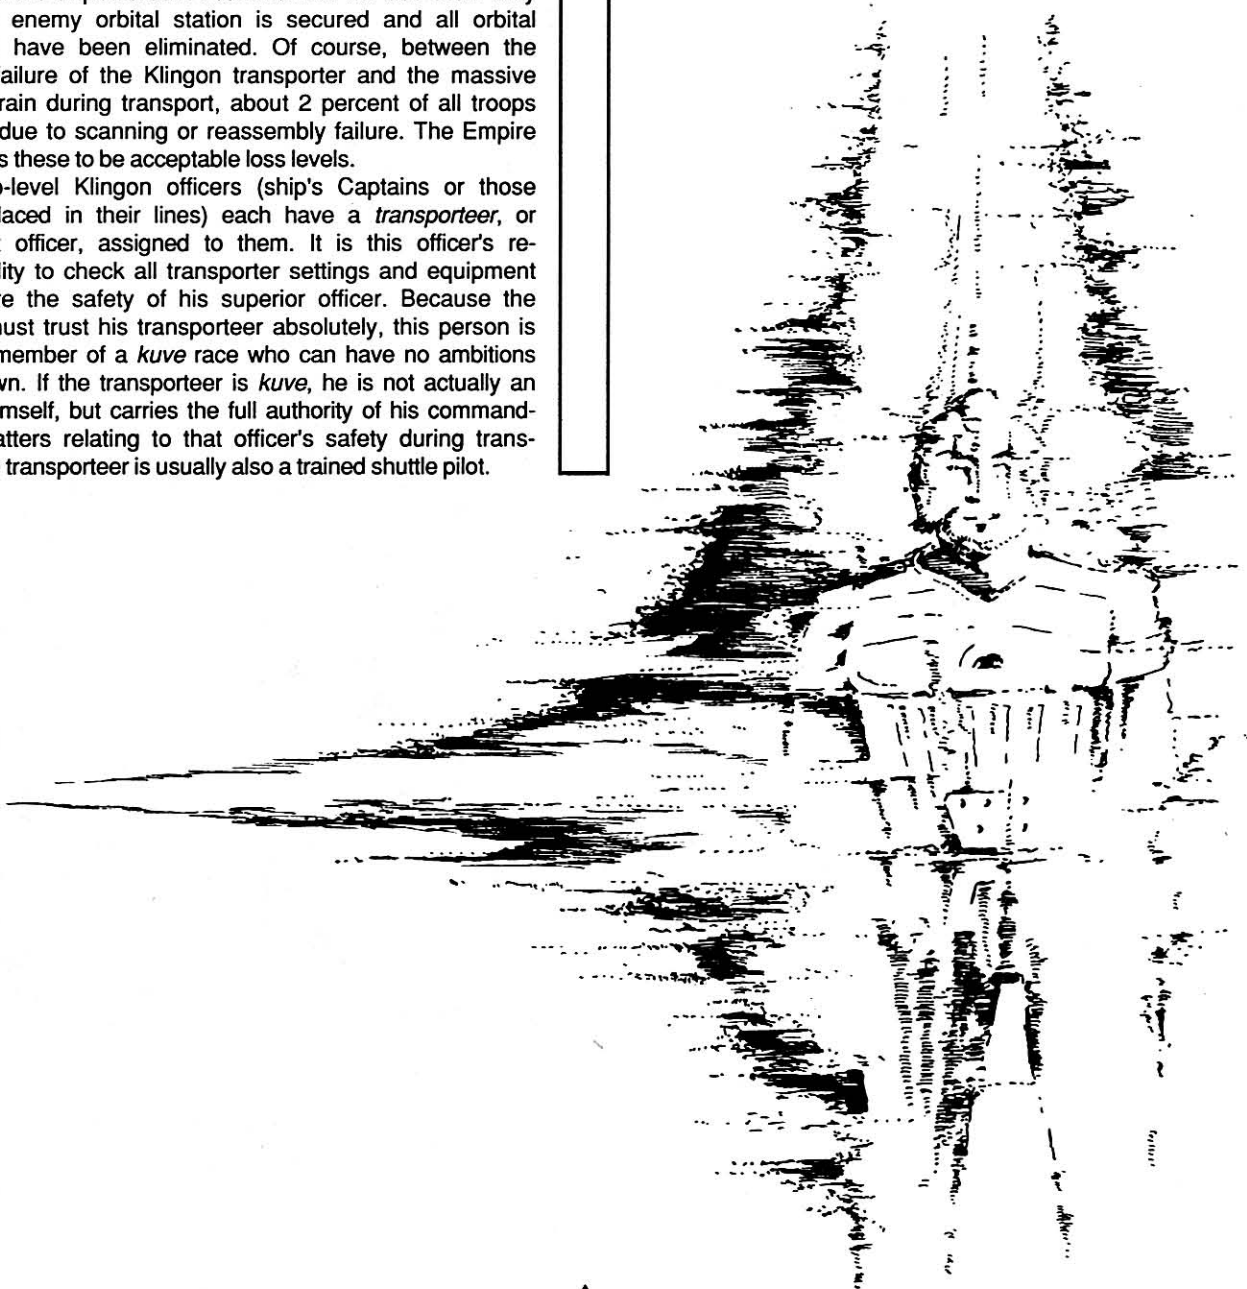 enemy orbital station is secured and all orbital
have been eliminated. Of course, between the
ailure of the Klingon transporter and the massive
rain during transport, about 2 percent of all troops
due to scanning or reassembly failure. The Empire
s these to be acceptable loss levels.
-level Klingon officers (ship's Captains or those
laced in their lines) each have a transporteer, or
officer, assigned to them. It is this officer's re-
lity to check all transporter settings and equipment
e the safety of his superior officer. Because the
ust trust his transporteer absolutely, this person is
member of a kuve race who can have no ambitions
wn. If the transporteer is kuve, he is not actually an
mself, but carries the full authority of his command-
atters relating to that officer's safety during trans-
transporteer is usually also a trained shuttle pilot.